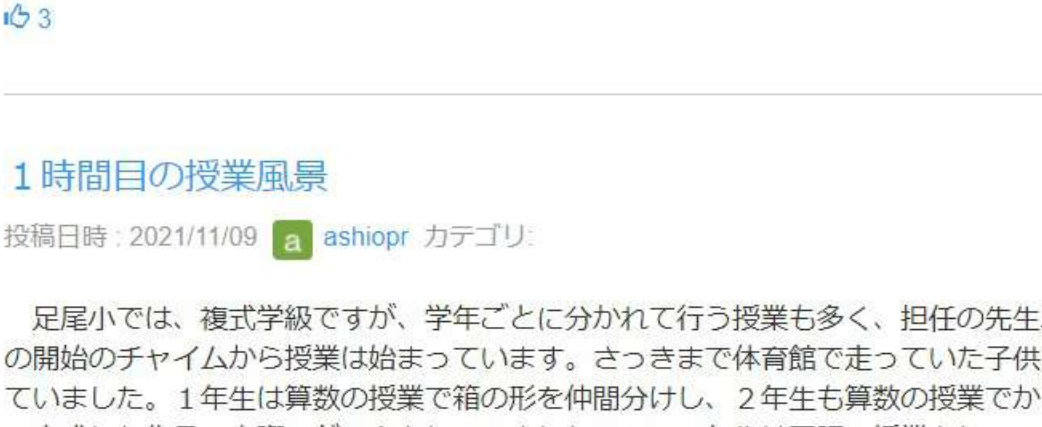 3
1時間目の授業風景
投稿日時 : 2021/11/09 a ashiopr カテゴリ:
足尾小では、複式学級ですが、学年ごとに分かれて行う授業も多く、担任の先生
の開始のチャイムから授業は始まっています。さっきまで体育館で走っていた子供
ていました。１年生は算数の授業で箱の形を仲間分けし、２年生も算数の授業でか